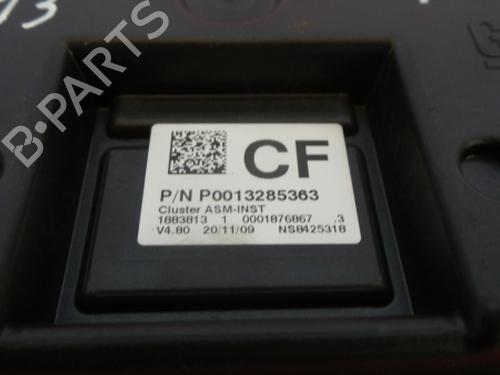 CF
P/N P0013285363
Cluster ASM-INST
1883813 1 0001876867 .3
V4.80 20/11/09 NS8425318
B-PARTS